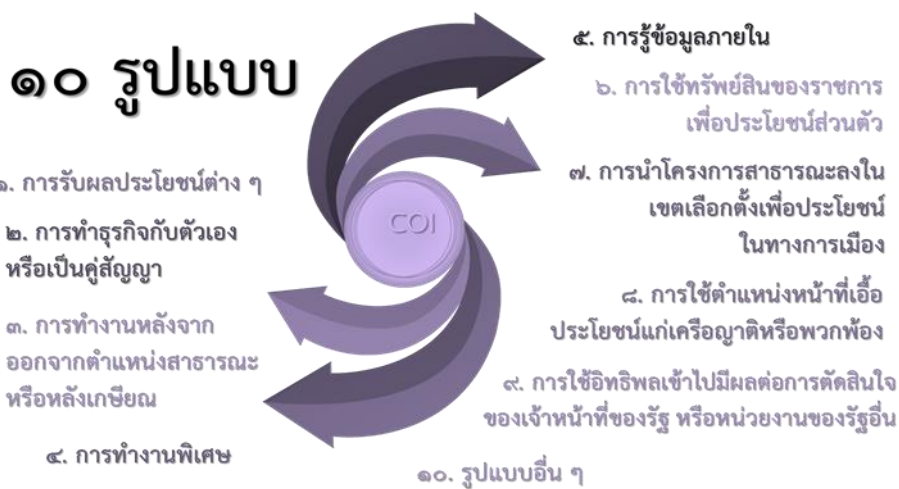 ๑๐ รูปแบบ
๑. การรับผลประโยชน์ต่าง ๆ
๒. การทำธุรกิจกับตัวเอง
หรือเป็นคู่สัญญา
๓. การทำงานหลังจาก
ออกจากตำแหน่งสาธารณะ
หรือหลังเกษียณ
๔. การทำงานพิเศษ
COI
๕. การรู้ข้อมูลภายใน
๖. การใช้ทรัพย์สินของราชการ
เพื่อประโยชน์ส่วนตัว
๗. การนำโครงการสาธารณะลงใน
เขตเลือกตั้งเพื่อประโยชน์
ในทางการเมือง
๘. การใช้ตำแหน่งหน้าที่เอื้อ
ประโยชน์แก่เครือญาติหรือพวกพ้อง
๙. การใช้อิทธิพลเข้าไปมีผลต่อการตัดสินใจ
ของเจ้าหน้าที่ของรัฐ หรือหน่วยงานของรัฐอื่น
๑๐. รูปแบบอื่น ๆ